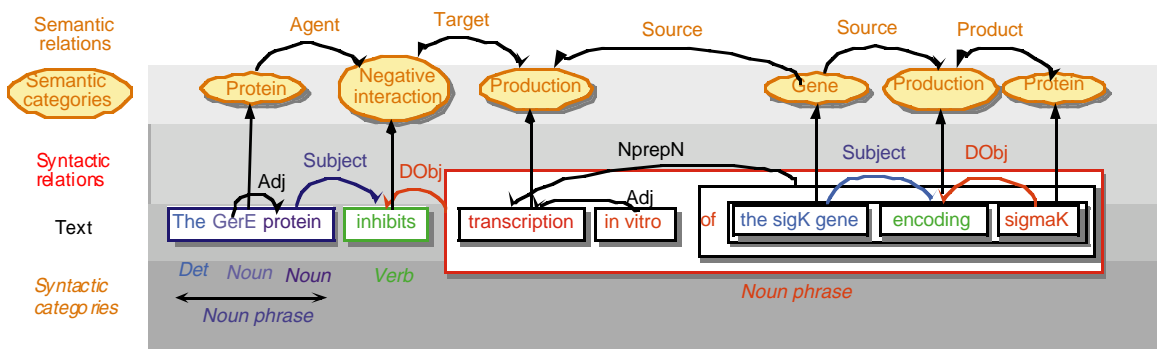 Semantic
relations
Agent
Target
Source
Source
Product
Semantic
categories
Protein
Negative
interaction
Production
Gene
Production
Protein
Syntactic
relations
Subject
DObj
NprepN
Subject
DObj
Adj
Adj
Text
The GerE protein
inhibits
transcription
in vitro
of
the sigK gene
encoding
sigmaK
Syntactic
categories
Det
Noun
Noun
Verb
Noun phrase
Noun phrase